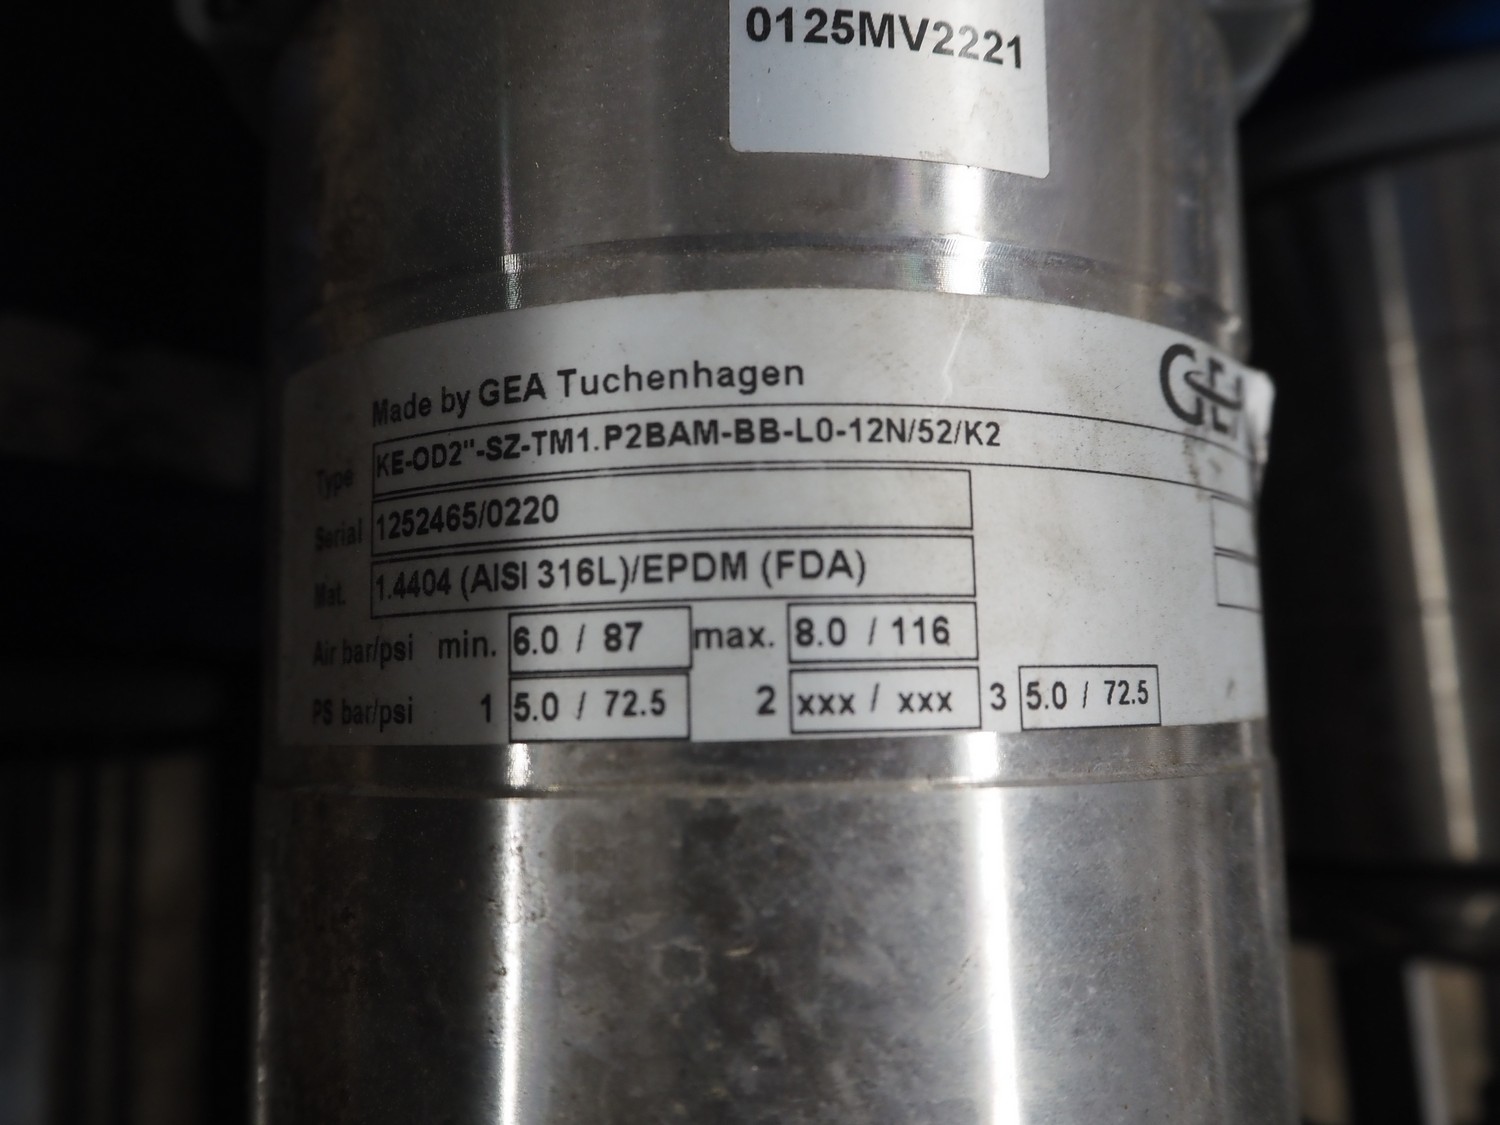 0125MV2221
Made by GEA Tuchenhagen
GEA
Type KE-OD2"-SZ-TM1.P2BAM-BB-L0-12N/52/K2
Serial 1252465/0220
Mat. 1.4404 (AISI 316L)/EPDM (FDA)
Air bar/psi min. 6.0 / 87 max. 8.0 / 116
PS bar/psi 1 5.0 / 72.5 2 xxx / xxx 3 5.0 / 72.5